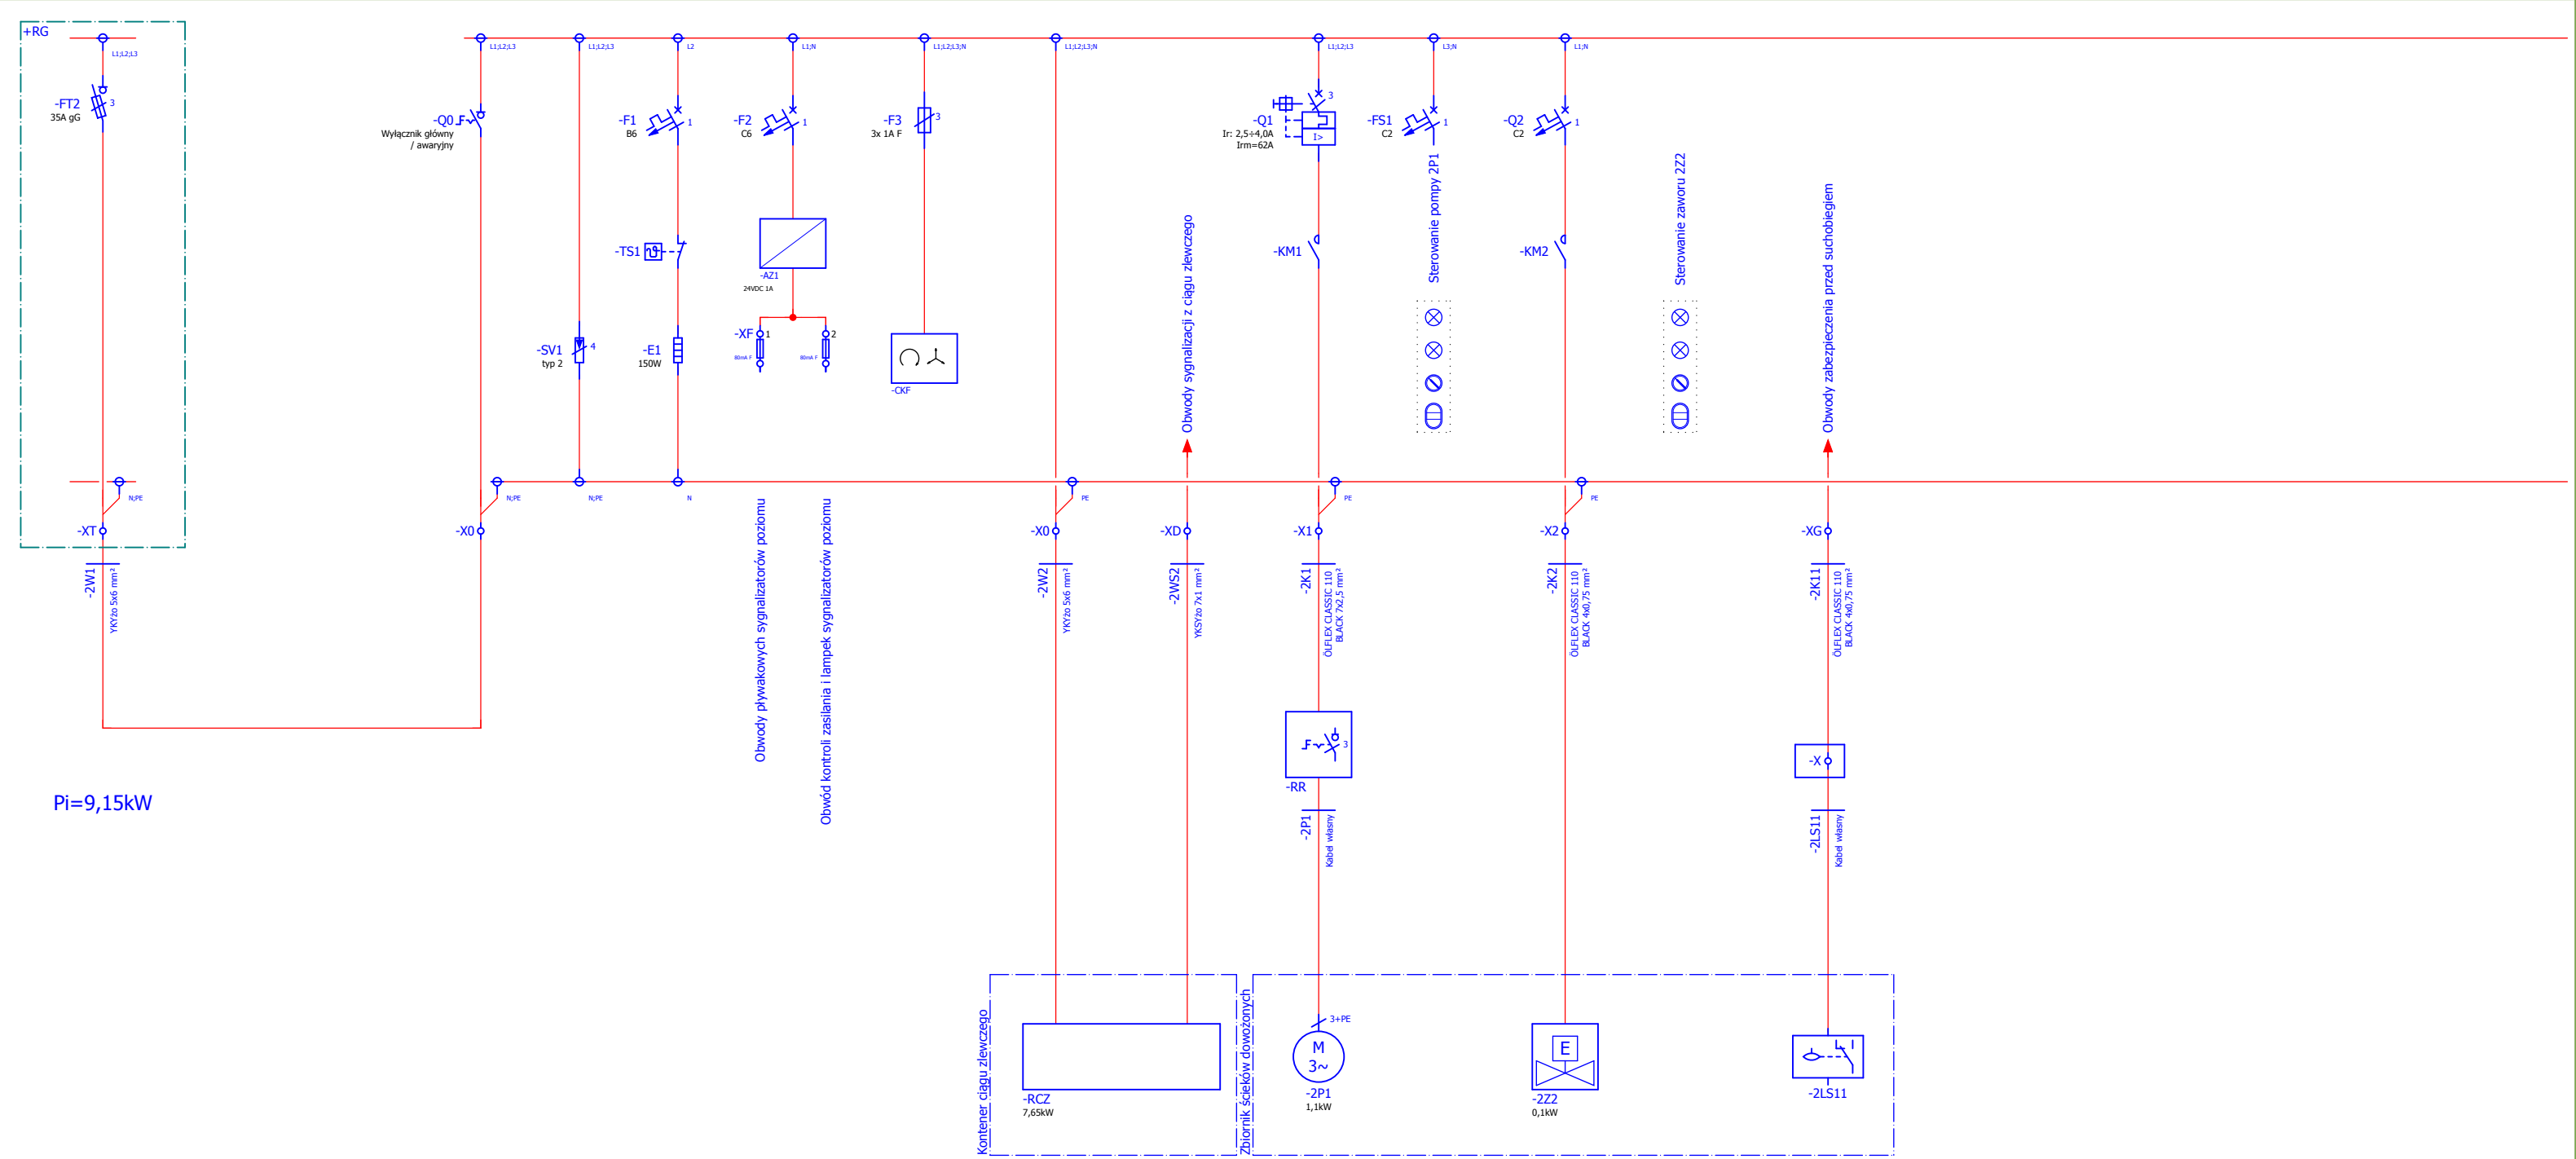 +RG
L1;L2;L3
-FT2
3
35A gG
N;PE
-XT
-2W1
YKYżo 5x6 mm²
Pi=9,15kW
L1;L2;L3
-Q0
Wyłącznik główny
/ awaryjny
N;PE
-X0
L1;L2;L3
-SV1
4
typ 2
N;PE
L2
-F1
1
B6
-TS1
-E1
150W
N
L1;N
-F2
1
C6
-AZ1
24VDC 1A
-XF
1
2
80mA F
80mA F
Obwody pływakowych sygnalizatorów poziomu
Obwód kontroli zasilania i lampek sygnalizatorów poziomu
L1;L2;L3;N
-F3
3
3x 1A F
-CKF
L1;L2;L3;N
PE
-X0
-2W2
YKYżo 5x6 mm²
Obwody sygnalizacji z ciągu zlewczego
-XD
-2WS2
YKSYżo 7x1 mm²
Kontener ciągu zlewczego
-RCZ
7,65kW
L1;L2;L3
3
-Q1
Ir: 2,5÷4,0A
Irm=62A
I>
-KM1
PE
-X1
-2K1
ÖLFLEX CLASSIC 110
BLACK 7x2,5 mm²
3
-RR
-2P1
Kabel własny
Zbiornik ścieków dowożonych
3+PE
M
3~
-2P1
1,1kW
L3;N
-FS1
1
C2
Sterowanie pompy 2P1
L1;N
-Q2
1
C2
-KM2
PE
-X2
-2K2
ÖLFLEX CLASSIC 110
BLACK 4x0,75 mm²
E
-2Z2
0,1kW
Sterowanie zaworu 2Z2
Obwody zabezpieczenia przed suchobiegiem
-XG
-2K11
ÖLFLEX CLASSIC 110
BLACK 4x0,75 mm²
-X
-2LS11
Kabel własny
-2LS11